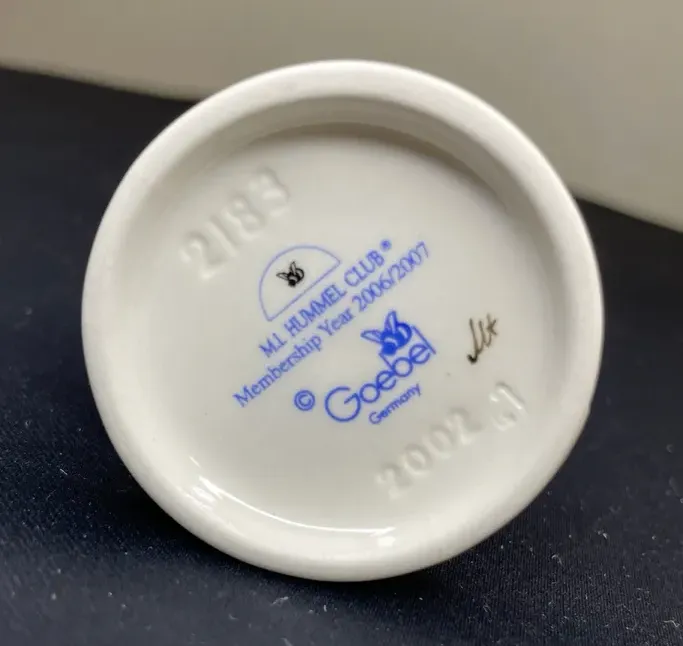 2183
M.I. HUMMEL CLUB®
Membership Year 2006/2007
© Goebel
Germany
2002